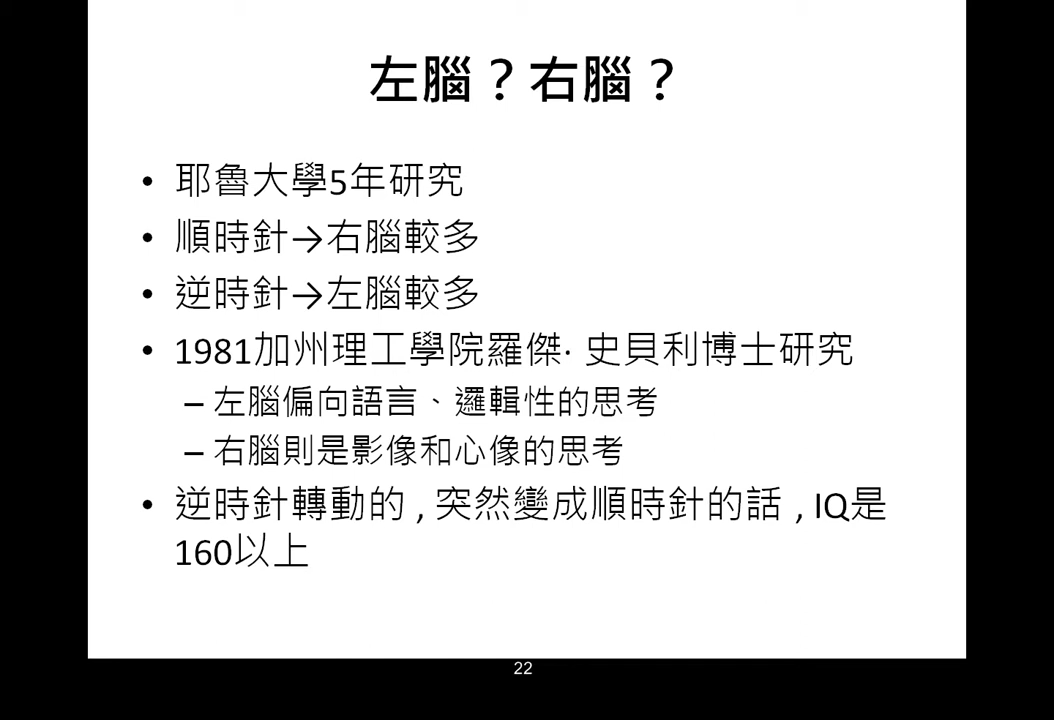 左腦？右腦？
• 耶魯大學5年研究
• 順時針→右腦較多
• 逆時針→左腦較多
• 1981加州理工學院羅傑· 史貝利博士研究
– 左腦偏向語言、邏輯性的思考
– 右腦則是影像和心像的思考
• 逆時針轉動的 , 突然變成順時針的話 , IQ是
160以上
22